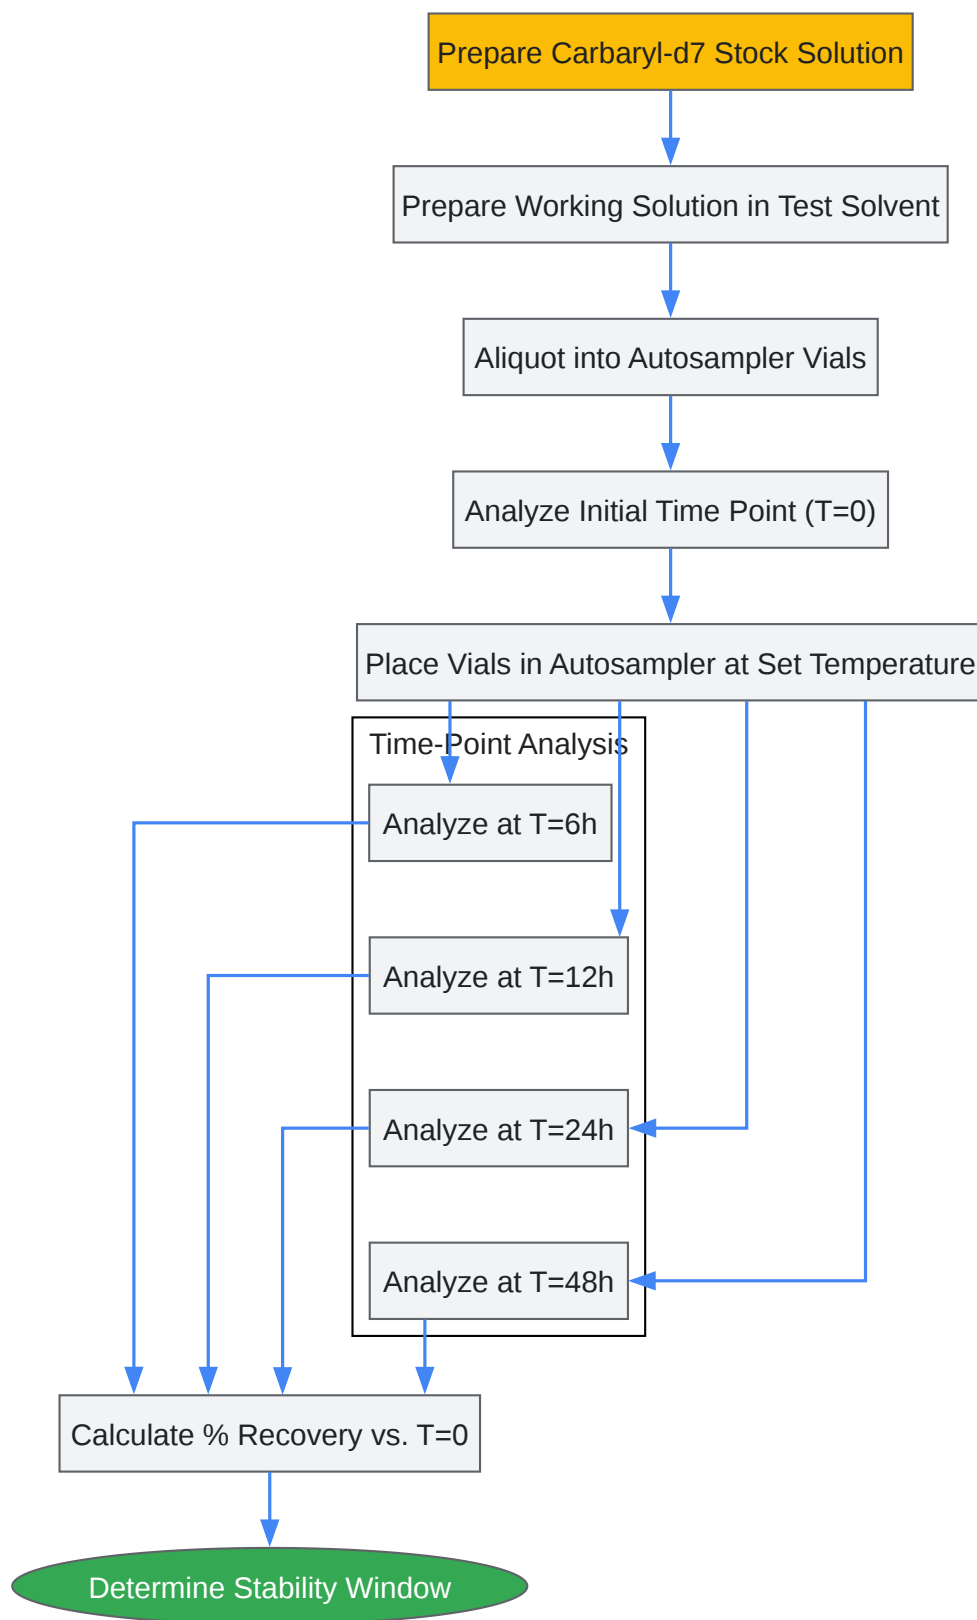 Prepare Carbaryl-d7 Stock Solution
Prepare Working Solution in Test Solvent
Aliquot into Autosampler Vials
Analyze Initial Time Point (T=0)
Place Vials in Autosampler at Set Temperature
Time-Point Analysis
Analyze at T=6h
Analyze at T=12h
Analyze at T=24h
Analyze at T=48h
Calculate % Recovery vs. T=0
Determine Stability Window